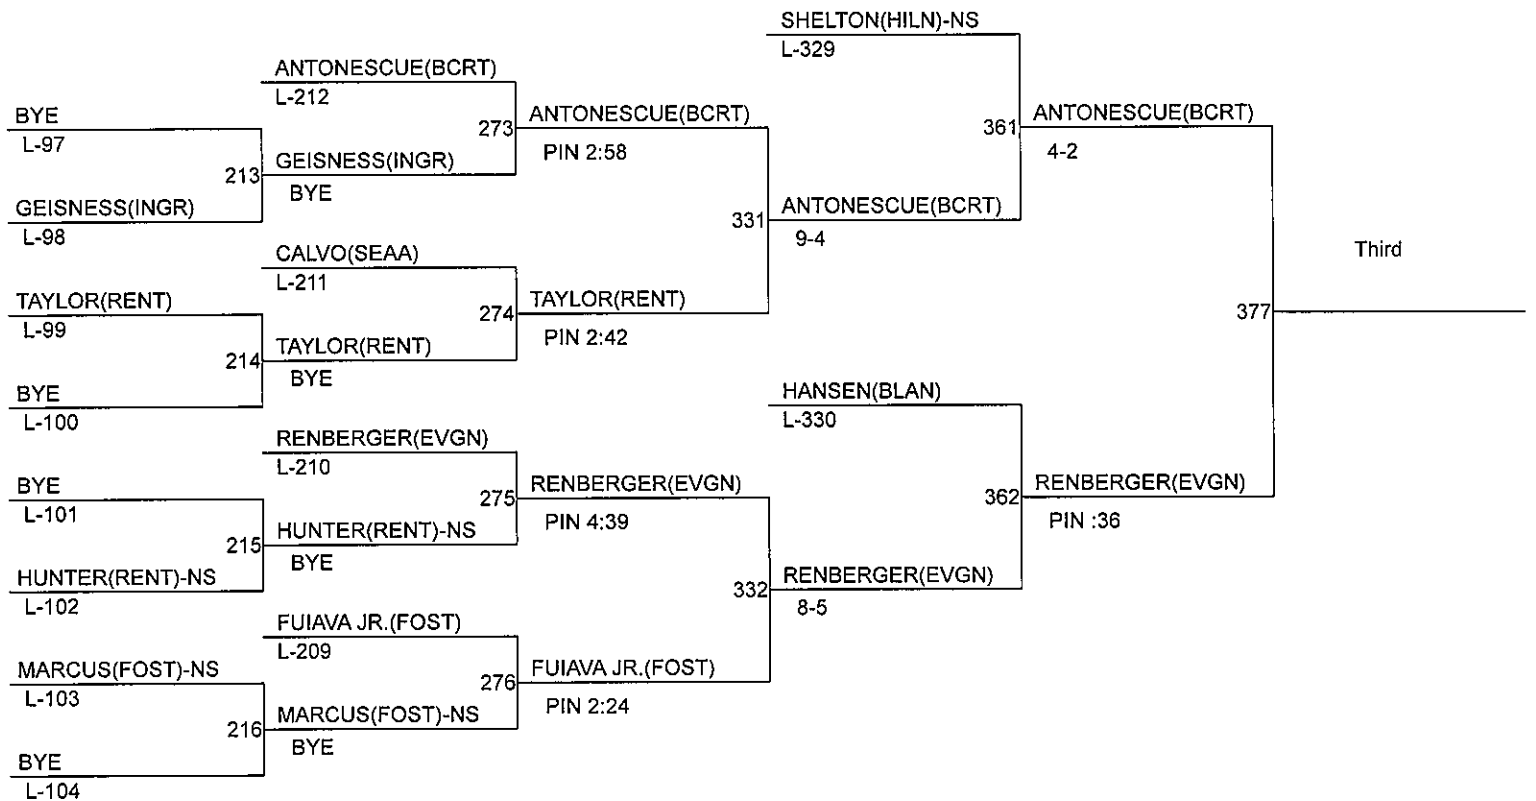 BYE
L-97
GEISNESS(INGR)
L-98
TAYLOR(RENT)
L-99
BYE
L-100
BYE
L-101
HUNTER(RENT)-NS
L-102
MARCUS(FOST)-NS
L-103
BYE
L-104
213
214
215
216
ANTONESCUE(BCRT)
L-212
GEISNESS(INGR)
BYE
CALVO(SEAA)
L-211
TAYLOR(RENT)
BYE
RENBERGER(EVGN)
L-210
HUNTER(RENT)-NS
BYE
FUIAVA JR.(FOST)
L-209
MARCUS(FOST)-NS
BYE
273
274
275
276
ANTONESCUE(BCRT)
PIN 2:58
TAYLOR(RENT)
PIN 2:42
RENBERGER(EVGN)
PIN 4:39
FUIAVA JR.(FOST)
PIN 2:24
331
332
SHELTON(HILN)-NS
L-329
ANTONESCUE(BCRT)
9-4
HANSEN(BLAN)
L-330
RENBERGER(EVGN)
8-5
361
362
ANTONESCUE(BCRT)
4-2
RENBERGER(EVGN)
PIN :36
377
Third